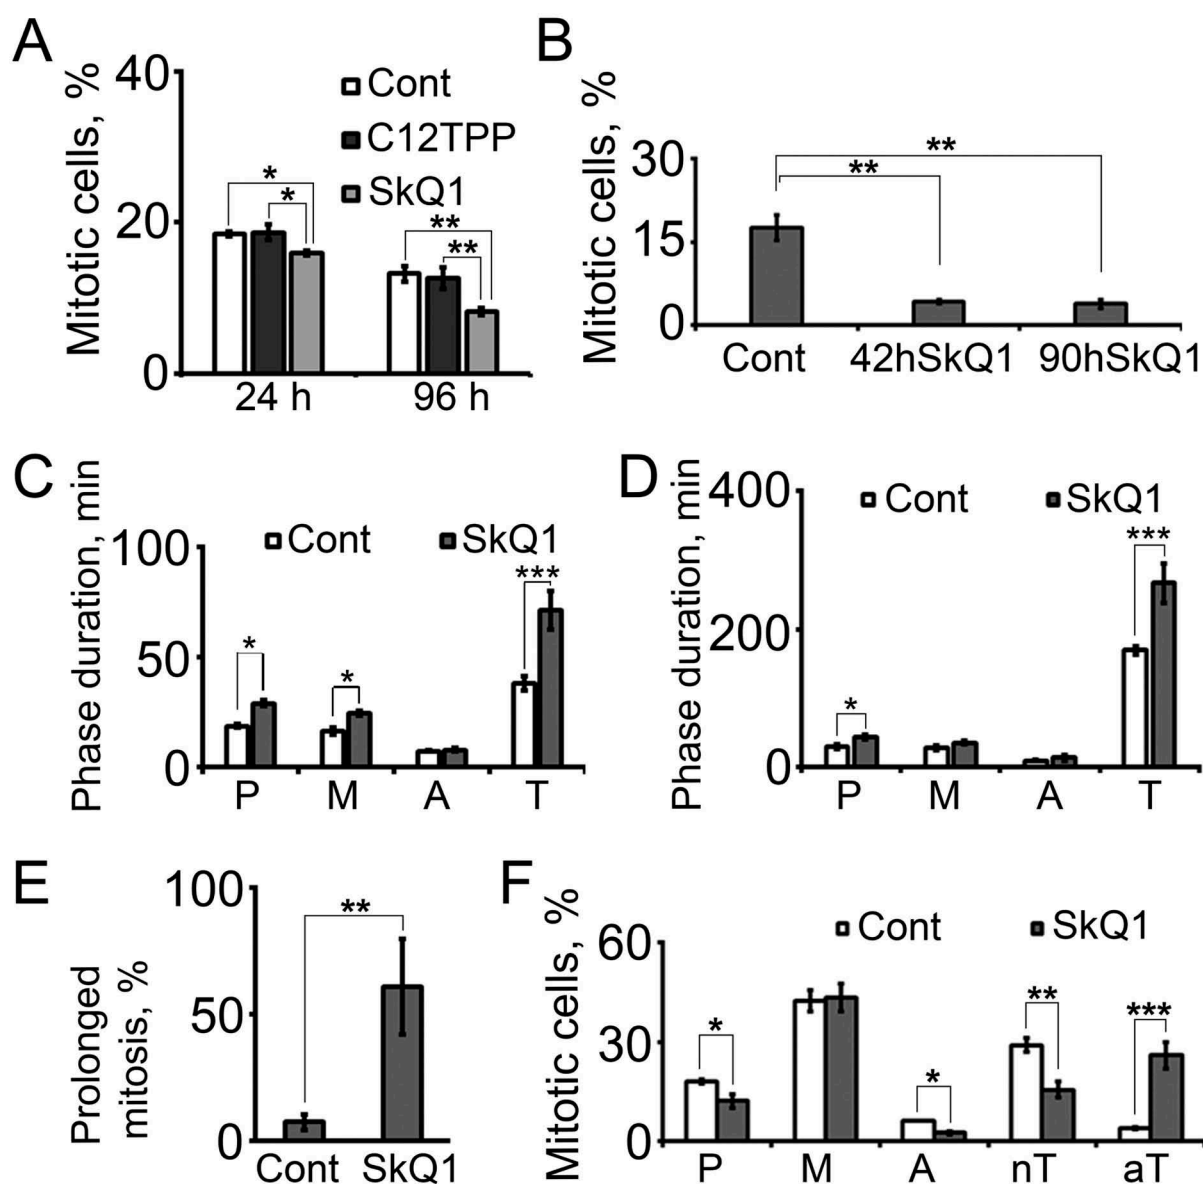 A
Mitotic cells, %
40
20
0
Cont
C12TPP
SkQ1
*
*
**
**
24 h
96 h
B
Mitotic cells, %
30
15
0
**
**
Cont
42hSkQ1
90hSkQ1
C
Phase duration, min
100
50
0
Cont
SkQ1
*
*
***
P
M
A
T
D
Phase duration, min
400
200
0
Cont
SkQ1
*
***
P
M
A
T
E
Prolonged
mitosis, %
100
50
0
**
Cont
SkQ1
F
Mitotic cells, %
60
30
0
Cont
SkQ1
*
*
**
***
P
M
A
nT
aT